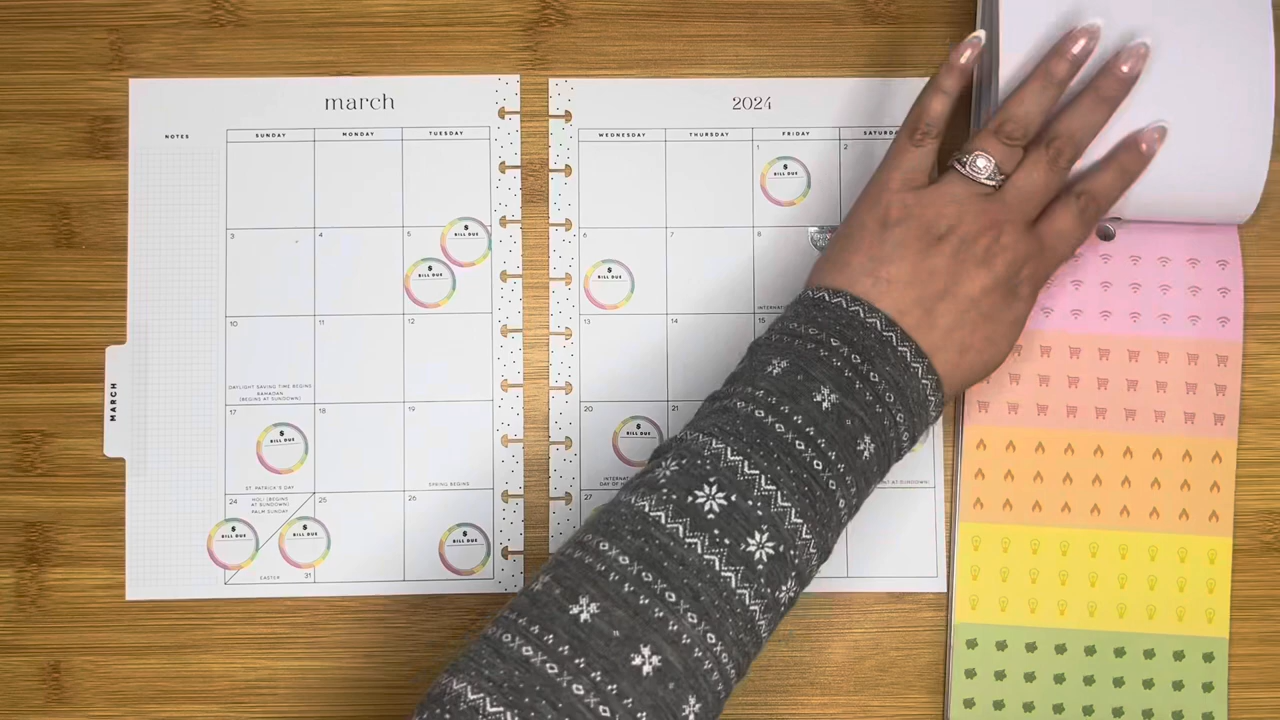 march
2024
NOTES
SUNDAY MONDAY TUESDAY
WEDNESDAY THURSDAY FRIDAY
1 2
$
BILL DUE
3 4 5
$
BILL DUE
$
BILL DUE
6 7 8
$
BILL DUE
10 11 12
DAYLIGHT SAVING TIME BEGINS
RAMADAN
(BEGINS AT SUNDOWN)
13 14 15
MARCH
17 18 19
$
BILL DUE
ST. PATRICK'S DAY
SPRING BEGINS
20 21
$
BILL DUE
24 25 26
HOLI (BEGINS
AT SUNDOWN)
PALM SUNDAY
$
BILL DUE
$
BILL DUE
$
BILL DUE
EASTER 31
27